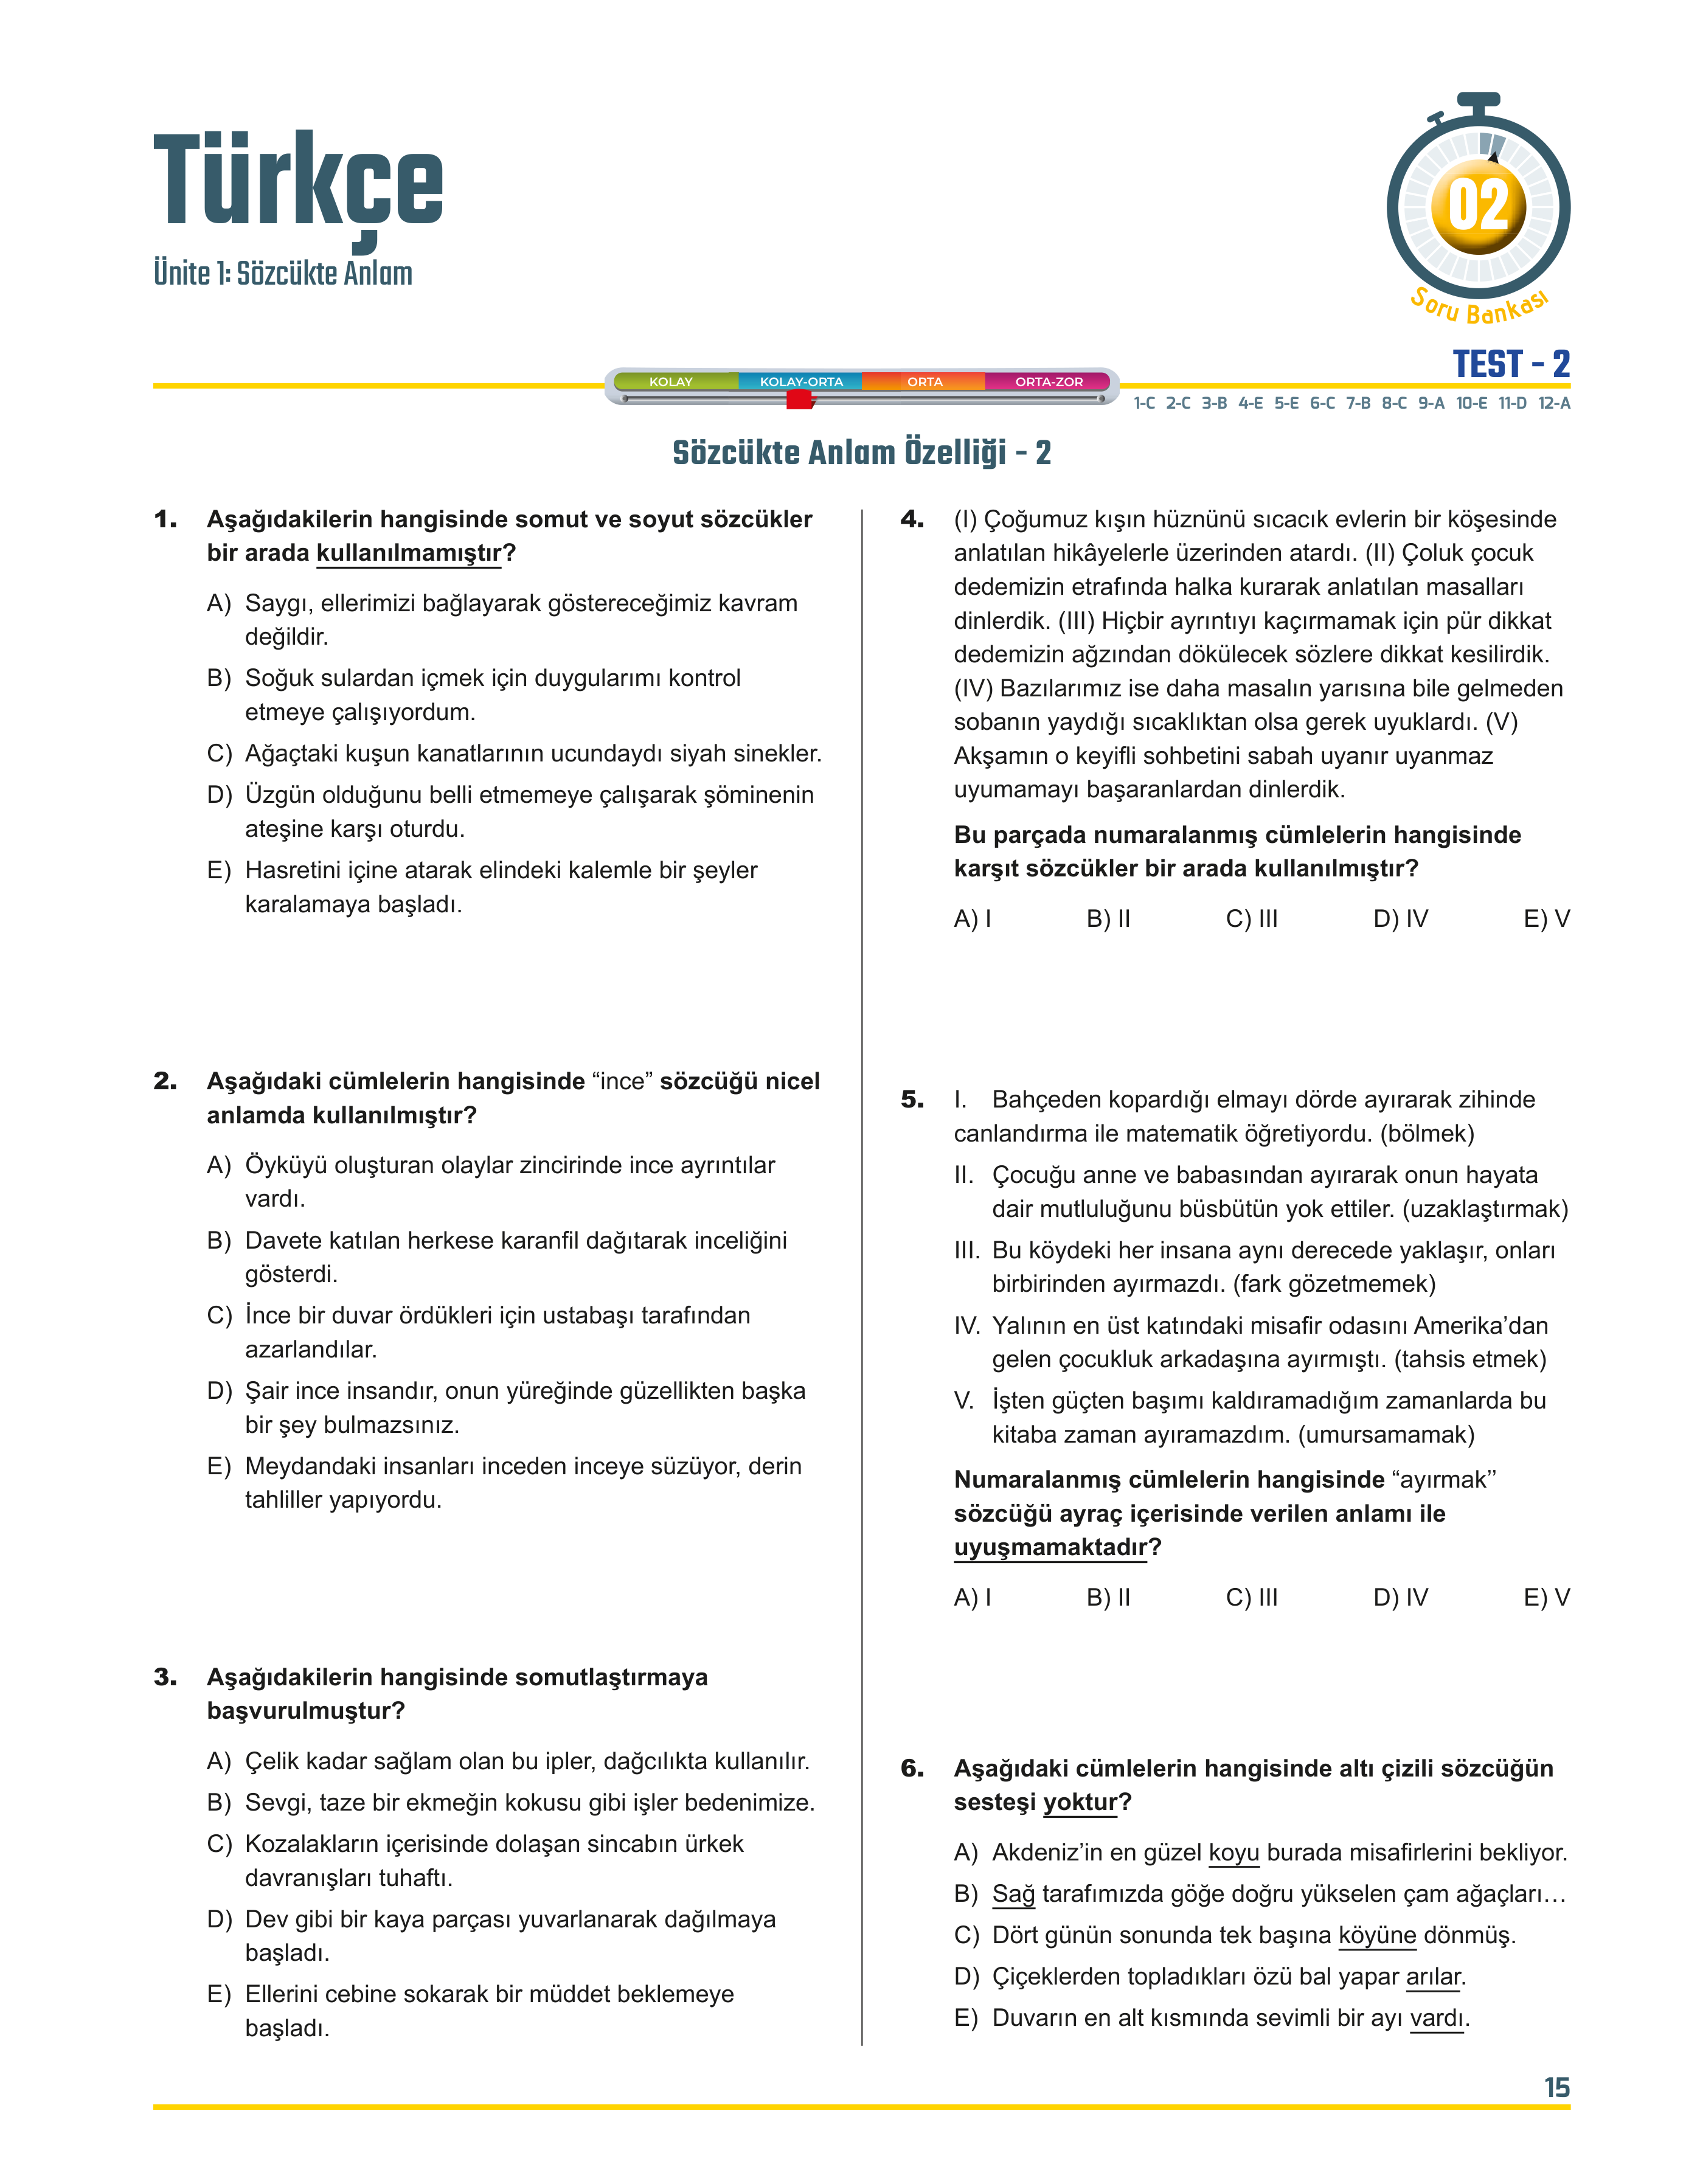 Türkçe
Ünite 1: Sözcükte Anlam
02
Soru Bankası
TEST - 2
KOLAY KOLAY-ORTA ORTA ORTA-ZOR
1-C 2-C 3-B 4-E 5-E 6-C 7-B 8-C 9-A 10-E 11-D 12-A
Sözcükte Anlam Özelliği - 2
1. Aşağıdakilerin hangisinde somut ve soyut sözcükler
bir arada kullanılmamıştır?
A) Saygı, ellerimizi bağlayarak göstereceğimiz kavram
değildir.
B) Soğuk sulardan içmek için duygularımı kontrol
etmeye çalışıyordum.
C) Ağaçtaki kuşun kanatlarının ucundaydı siyah sinekler.
D) Üzgün olduğunu belli etmemeye çalışarak şöminenin
ateşine karşı oturdu.
E) Hasretini içine atarak elindeki kalemle bir şeyler
karalamaya başladı.
2. Aşağıdaki cümlelerin hangisinde “ince” sözcüğü nicel
anlamda kullanılmıştır?
A) Öyküyü oluşturan olaylar zincirinde ince ayrıntılar
vardı.
B) Davete katılan herkese karanfil dağıtarak inceliğini
gösterdi.
C) İnce bir duvar ördükleri için ustabaşı tarafından
azarlandılar.
D) Şair ince insandır, onun yüreğinde güzellikten başka
bir şey bulmazsınız.
E) Meydandaki insanları inceden inceye süzüyor, derin
tahliller yapıyordu.
3. Aşağıdakilerin hangisinde somutlaştırmaya
başvurulmuştur?
A) Çelik kadar sağlam olan bu ipler, dağcılıkta kullanılır.
B) Sevgi, taze bir ekmeğin kokusu gibi işler bedenimize.
C) Kozalakların içerisinde dolaşan sincabın ürkek
davranışları tuhaftı.
D) Dev gibi bir kaya parçası yuvarlanarak dağılmaya
başladı.
E) Ellerini cebine sokarak bir müddet beklemeye
başladı.
4. (I) Çoğumuz kışın hüznünü sıcacık evlerin bir köşesinde
anlatılan hikâyelerle üzerinden atardı. (II) Çoluk çocuk
dedemizin etrafında halka kurarak anlatılan masalları
dinlerdik. (III) Hiçbir ayrıntıyı kaçırmamak için pür dikkat
dedemizin ağzından dökülecek sözlere dikkat kesilirdik.
(IV) Bazılarımız ise daha masalın yarısına bile gelmeden
sobanın yaydığı sıcaklıktan olsa gerek uyuklardı. (V)
Akşamın o keyifli sohbetini sabah uyanır uyanmaz
uyumamayı başaranlardan dinlerdik.
Bu parçada numaralanmış cümlelerin hangisinde
karşıt sözcükler bir arada kullanılmıştır?
A) I B) II C) III D) IV E) V
5. I. Bahçeden kopardığı elmayı dörde ayırarak zihinde
canlandırma ile matematik öğretiyordu. (bölmek)
II. Çocuğu anne ve babasından ayırarak onun hayata
dair mutluluğunu büsbütün yok ettiler. (uzaklaştırmak)
III. Bu köydeki her insana aynı derecede yaklaşır, onları
birbirinden ayırmazdı. (fark gözetmemek)
IV. Yalının en üst katındaki misafir odasını Amerika’dan
gelen çocukluk arkadaşına ayırmıştı. (tahsis etmek)
V. İşten güçten başımı kaldıramadığım zamanlarda bu
kitaba zaman ayıramazdım. (umursamamak)
Numaralanmış cümlelerin hangisinde “ayırmak’’
sözcüğü ayraç içerisinde verilen anlamı ile
uyuşmamaktadır?
A) I B) II C) III D) IV E) V
6. Aşağıdaki cümlelerin hangisinde altı çizili sözcüğün
sesteşi yoktur?
A) Akdeniz’in en güzel koyu burada misafirlerini bekliyor.
B) Sağ tarafımızda göğe doğru yükselen çam ağaçları…
C) Dört günün sonunda tek başına köyüne dönmüş.
D) Çiçeklerden topladıkları özü bal yapar arılar.
E) Duvarın en alt kısmında sevimli bir ayı vardı.
15